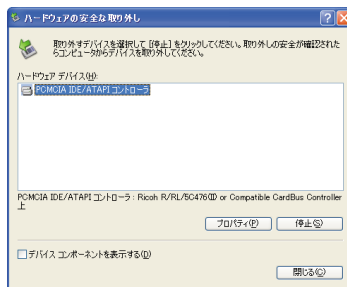 ハードウェアの安全な取り外し
取り外すデバイスを選択して [停止] をクリックしてください。取り外しの安全が確認された
らコンピュータからデバイスを取り外してください。
ハードウェア デバイス(H):
PCMCIA IDE/ATAPI コントローラ
PCMCIA IDE/ATAPI コントローラ : Ricoh R/RL/5C476(II) or Compatible CardBus Controller
上
プロパティ(P)
停止(S)
デバイス コンポーネントを表示する(D)
閉じる(C)